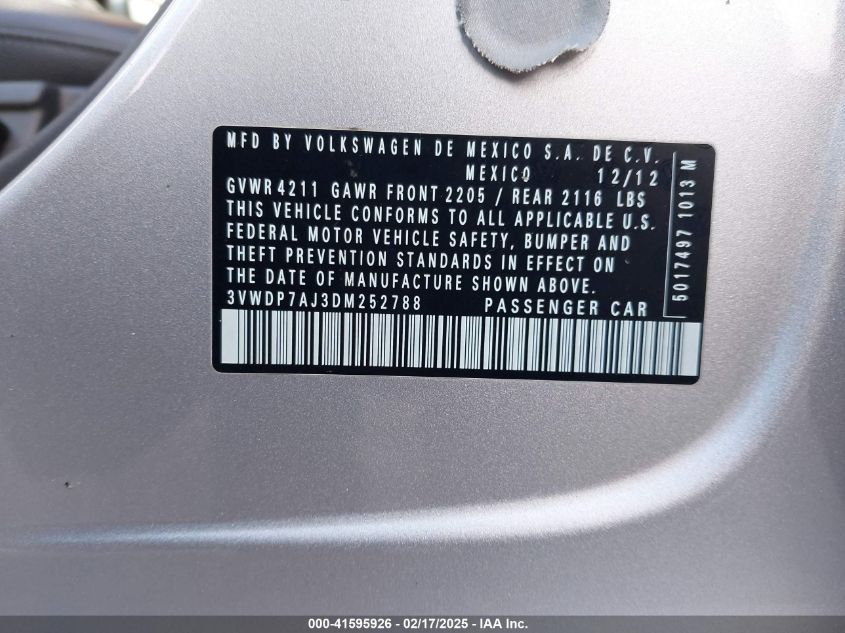 MFD BY VOLKSWAGEN DE MEXICO S.A. DE C.V.
MEXICO 12/12
GVWR 4211 GAWR FRONT 2205 / REAR 2116 LBS
THIS VEHICLE CONFORMS TO ALL APPLICABLE U.S.
FEDERAL MOTOR VEHICLE SAFETY, BUMPER AND
THEFT PREVENTION STANDARDS IN EFFECT ON
THE DATE OF MANUFACTURE SHOWN ABOVE.
3VWDP7AJ3DM252788 PASSENGER CAR
5017497 1013 M
000-41595926 - 02/17/2025 - IAA Inc.